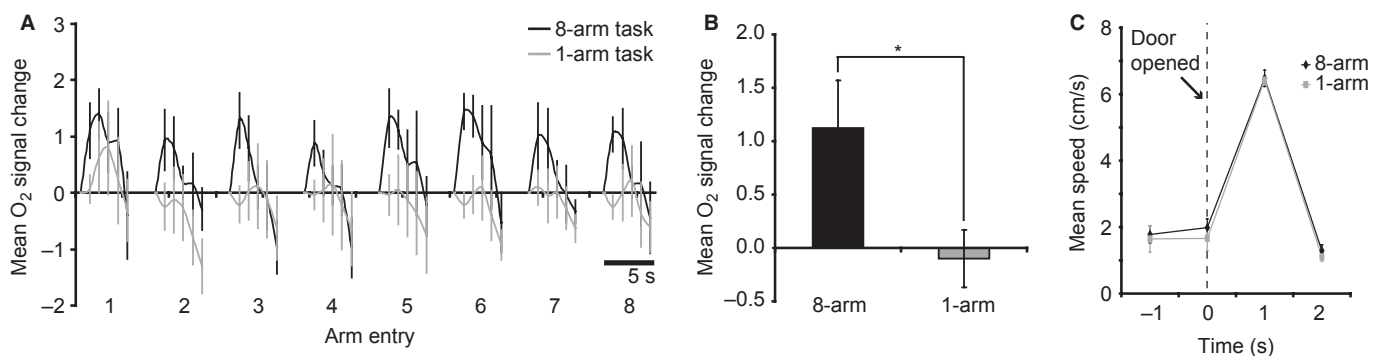 A
Mean O2 signal change
3
2
1
0
–1
–2
8-arm task
1-arm task
5 s
1 2 3 4 5 6 7 8
Arm entry
B
Mean O2 signal change
2.0
1.5
1.0
0.5
0.0
–0.5
*
8-arm 1-arm
C
Mean speed (cm/s)
8
6
4
2
0
Door
opened
8-arm
1-arm
–1 0 1 2
Time (s)